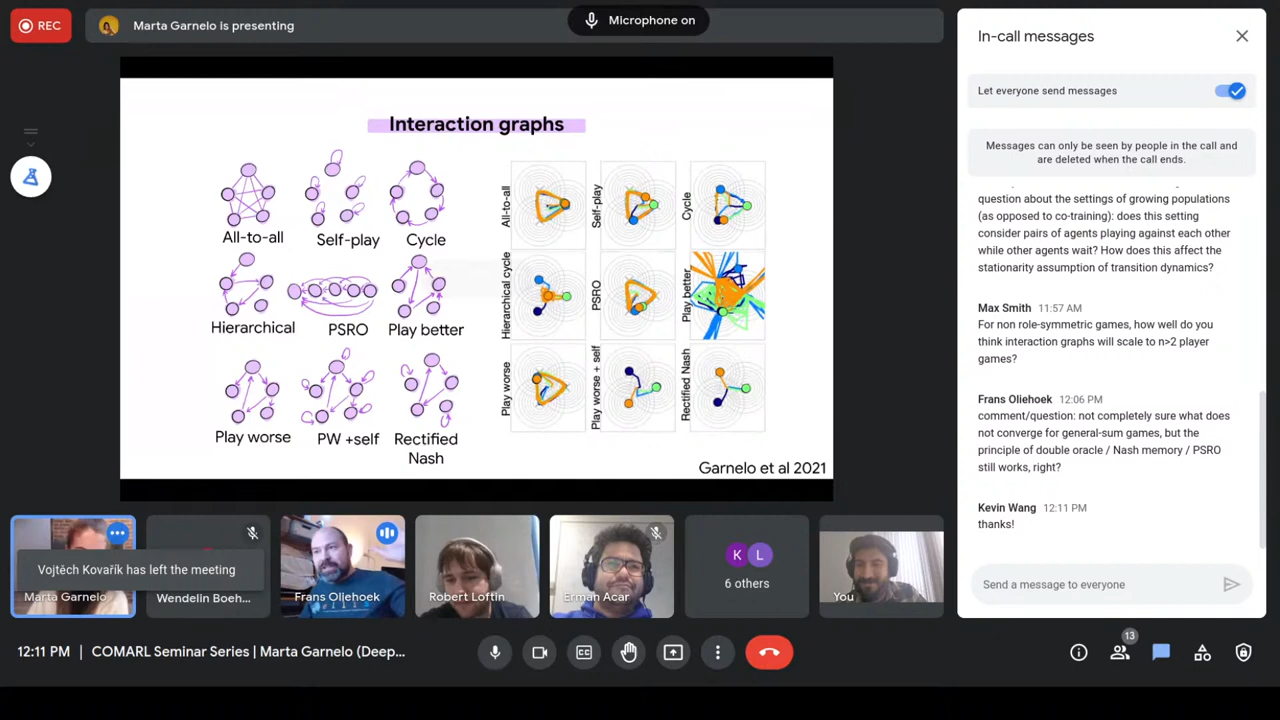 REC
Marta Garnelo is presenting
Microphone on
Interaction graphs
All-to-all
Self-play
Cycle
Hierarchical
PSRO
Play better
Play worse
PW +self
Rectified
Nash
All-to-all
Self-play
Cycle
Hierarchical cycle
PSRO
Play better
Play worse
Play worse + self
Rectified Nash
Garnelo et al 2021
In-call messages
Let everyone send messages
Messages can only be seen by people in the call and
are deleted when the call ends.
question about the settings of growing populations
(as opposed to co-training): does this setting
consider pairs of agents playing against each other
while other agents wait? How does this affect the
stationarity assumption of transition dynamics?
Max Smith 11:57 AM
For non role-symmetric games, how well do you
think interaction graphs will scale to n>2 player
games?
Frans Oliehoek 12:06 PM
comment/question: not completely sure what does
not converge for general-sum games, but the
principle of double oracle / Nash memory / PSRO
still works, right?
Kevin Wang 12:11 PM
thanks!
Send a message to everyone
Vojtěch Kovařík has left the meeting
Marta Garnelo
Wendelin Boeh...
Frans Oliehoek
Robert Loftin
Erman Acar
K L
6 others
You
12:11 PM | COMARL Seminar Series | Marta Garnelo (Deep...
CC
13